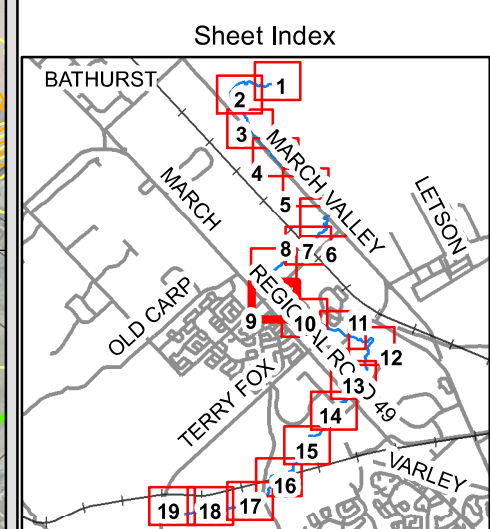 Sheet Index
BATHURST
1
2
3
MARCH VALLEY
4
MARCH
LETSON
5
8
7
6
REGIONAL ROAD 49
OLD CARP
9
10
11
12
TERRY FOX
13
14
15
VARLEY
16
17
18
19